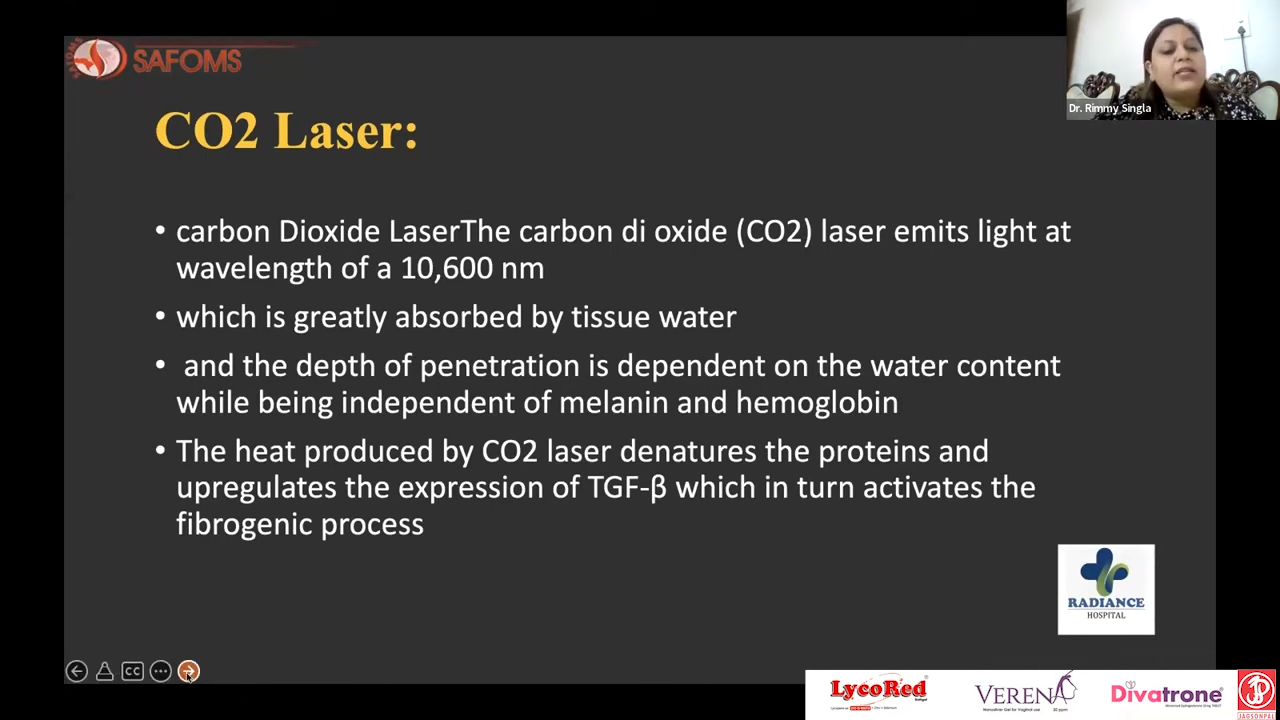 SAFOMS
Dr. Rimmy Singla
CO2 Laser:
• carbon Dioxide LaserThe carbon di oxide (CO2) laser emits light at
wavelength of a 10,600 nm
• which is greatly absorbed by tissue water
• and the depth of penetration is dependent on the water content
while being independent of melanin and hemoglobin
• The heat produced by CO2 laser denatures the proteins and
upregulates the expression of TGF-β which in turn activates the
fibrogenic process
RADIANCE
HOSPITAL
CC
LycoRed
VERENA
Divatrone
JAGSONPAL